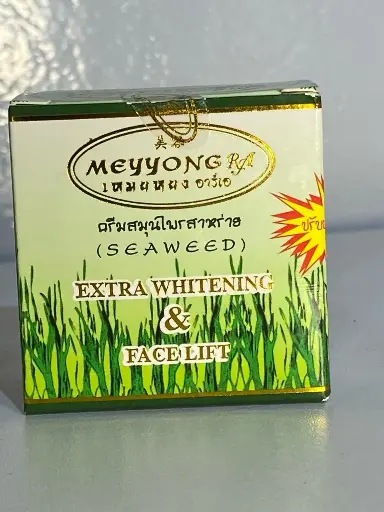 MEYYONG RA
เหมยหยง อาร์เอ
ครีมสมุนไพรสาหร่าย
(SEAWEED)
EXTRA WHITENING
&
FACE LIFT